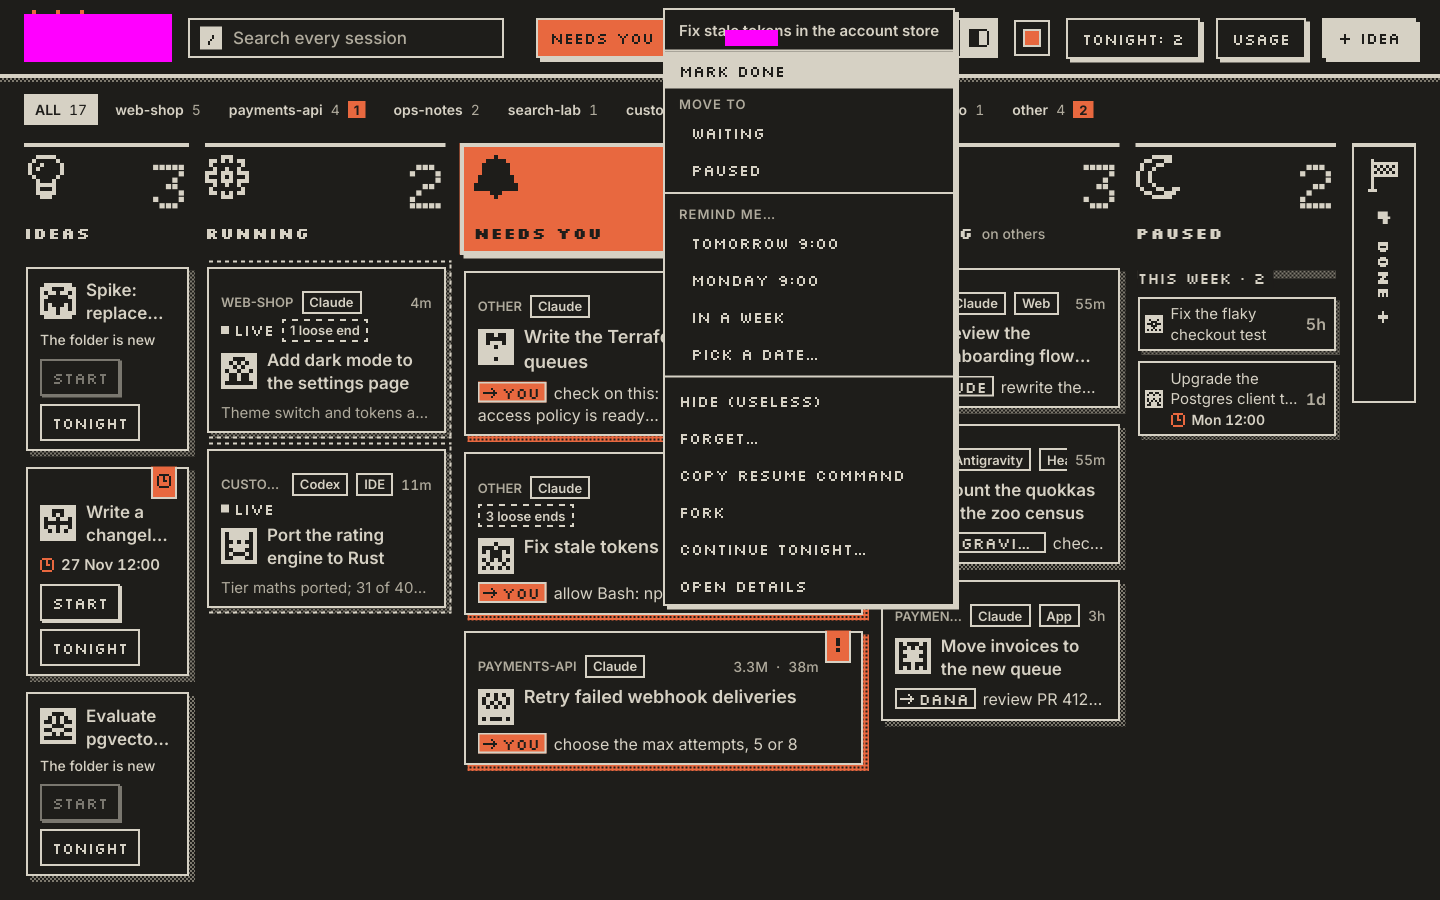 / Search every session
NEEDS YOU
TONIGHT: 2
USAGE
+ IDEA
Fix stale tokens in the account store
MARK DONE
MOVE TO
WAITING
PAUSED
REMIND ME...
TOMORROW 9:00
MONDAY 9:00
IN A WEEK
PICK A DATE...
HIDE (USELESS)
FORGET...
COPY RESUME COMMAND
FORK
CONTINUE TONIGHT...
OPEN DETAILS
ALL 17
web-shop 5
payments-api 4 1
ops-notes 2
search-lab 1
custo
o 1
other 4 2
3
IDEAS
Spike:
replace...
The folder is new
START
TONIGHT
Write a
changel...
27 Nov 12:00
START
TONIGHT
Evaluate
pgvecto...
The folder is new
START
TONIGHT
2
RUNNING
WEB-SHOP Claude 4m
LIVE 1 loose end
Add dark mode to
the settings page
Theme switch and tokens a...
CUSTO... Codex IDE 11m
LIVE
Port the rating
engine to Rust
Tier maths ported; 31 of 40...
NEEDS YOU
OTHER Claude
Write the Terrafo
queues
→ YOU check on this:
access policy is ready...
OTHER Claude
3 loose ends
Fix stale tokens
→ YOU allow Bash: np
PAYMENTS-API Claude 3.3M · 38m !
Retry failed webhook deliveries
→ YOU choose the max attempts, 5 or 8
3
G on others
Claude Web 55m
eview the
nboarding flow...
UDE rewrite the...
Antigravity Hea 55m
ount the quokkas
the zoo census
GRAVI... chec...
PAYMEN... Claude App 3h
Move invoices to
the new queue
→ DANA review PR 412...
2
PAUSED
THIS WEEK · 2
Fix the flaky
checkout test 5h
Upgrade the
Postgres client t... 1d
Mon 12:00
4 DONE +